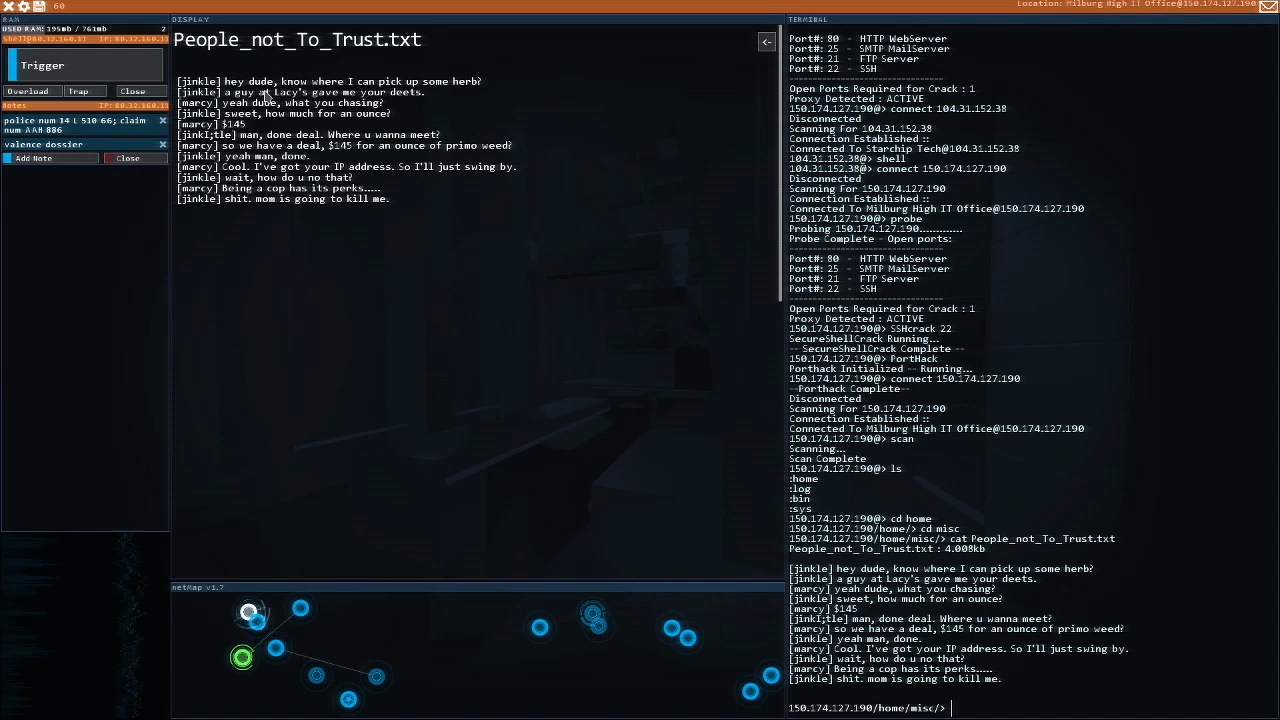 60
Location: Milburg High IT Office@150.174.127.190
RAM
USED RAM: 195mb / 761mb 2
Shell@80.12.160.11 IP: 80.12.160.11
Trigger
Overload Trap Close
Notes IP: 80.12.160.11
police num 14 L 510 66; claim
num AAH 886
valence dossier
Add Note Close
DISPLAY
People_not_To_Trust.txt
<-
[jinkle] hey dude, know where I can pick up some herb?
[jinkle] a guy at Lacy's gave me your deets.
[marcy] yeah dude, what you chasing?
[jinkle] sweet, how much for an ounce?
[marcy] $145
[jinkI;tle] man, done deal. Where u wanna meet?
[marcy] so we have a deal, $145 for an ounce of primo weed?
[jinkle] yeah man, done.
[marcy] Cool. I've got your IP address. So I'll just swing by.
[jinkle] wait, how do u no that?
[marcy] Being a cop has its perks.....
[jinkle] shit. mom is going to kill me.
netMap v1.7
TERMINAL
Port#: 80 - HTTP WebServer
Port#: 25 - SMTP MailServer
Port#: 21 - FTP Server
Port#: 22 - SSH
---------------------------------
Open Ports Required for Crack : 1
Proxy Detected : ACTIVE
150.174.127.190@> connect 104.31.152.38
Disconnected
Scanning For 104.31.152.38
Connection Established ::
Connected To Starchip Tech@104.31.152.38
104.31.152.38@> shell
104.31.152.38@> connect 150.174.127.190
Disconnected
Scanning For 150.174.127.190
Connection Established ::
Connected To Milburg High IT Office@150.174.127.190
150.174.127.190@> probe
Probing 150.174.127.190.............
Probe Complete - Open ports:
---------------------------------
Port#: 80 - HTTP WebServer
Port#: 25 - SMTP MailServer
Port#: 21 - FTP Server
Port#: 22 - SSH
---------------------------------
Open Ports Required for Crack : 1
Proxy Detected : ACTIVE
150.174.127.190@> SSHcrack 22
SecureShellCrack Running...
-- SecureShellCrack Complete --
150.174.127.190@> PortHack
Porthack Initialized -- Running...
150.174.127.190@> connect 150.174.127.190
--Porthack Complete--
Disconnected
Scanning For 150.174.127.190
Connection Established ::
Connected To Milburg High IT Office@150.174.127.190
150.174.127.190@> scan
Scanning...
Scan Complete
150.174.127.190@> ls
:home
:log
:bin
:sys
150.174.127.190@> cd home
150.174.127.190/home/> cd misc
150.174.127.190/home/misc/> cat People_not_To_Trust.txt
People_not_To_Trust.txt : 4.008kb
[jinkle] hey dude, know where I can pick up some herb?
[jinkle] a guy at Lacy's gave me your deets.
[marcy] yeah dude, what you chasing?
[jinkle] sweet, how much for an ounce?
[marcy] $145
[jinkI;tle] man, done deal. Where u wanna meet?
[marcy] so we have a deal, $145 for an ounce of primo weed?
[jinkle] yeah man, done.
[marcy] Cool. I've got your IP address. So I'll just swing by.
[jinkle] wait, how do u no that?
[marcy] Being a cop has its perks.....
[jinkle] shit. mom is going to kill me.
150.174.127.190/home/misc/>